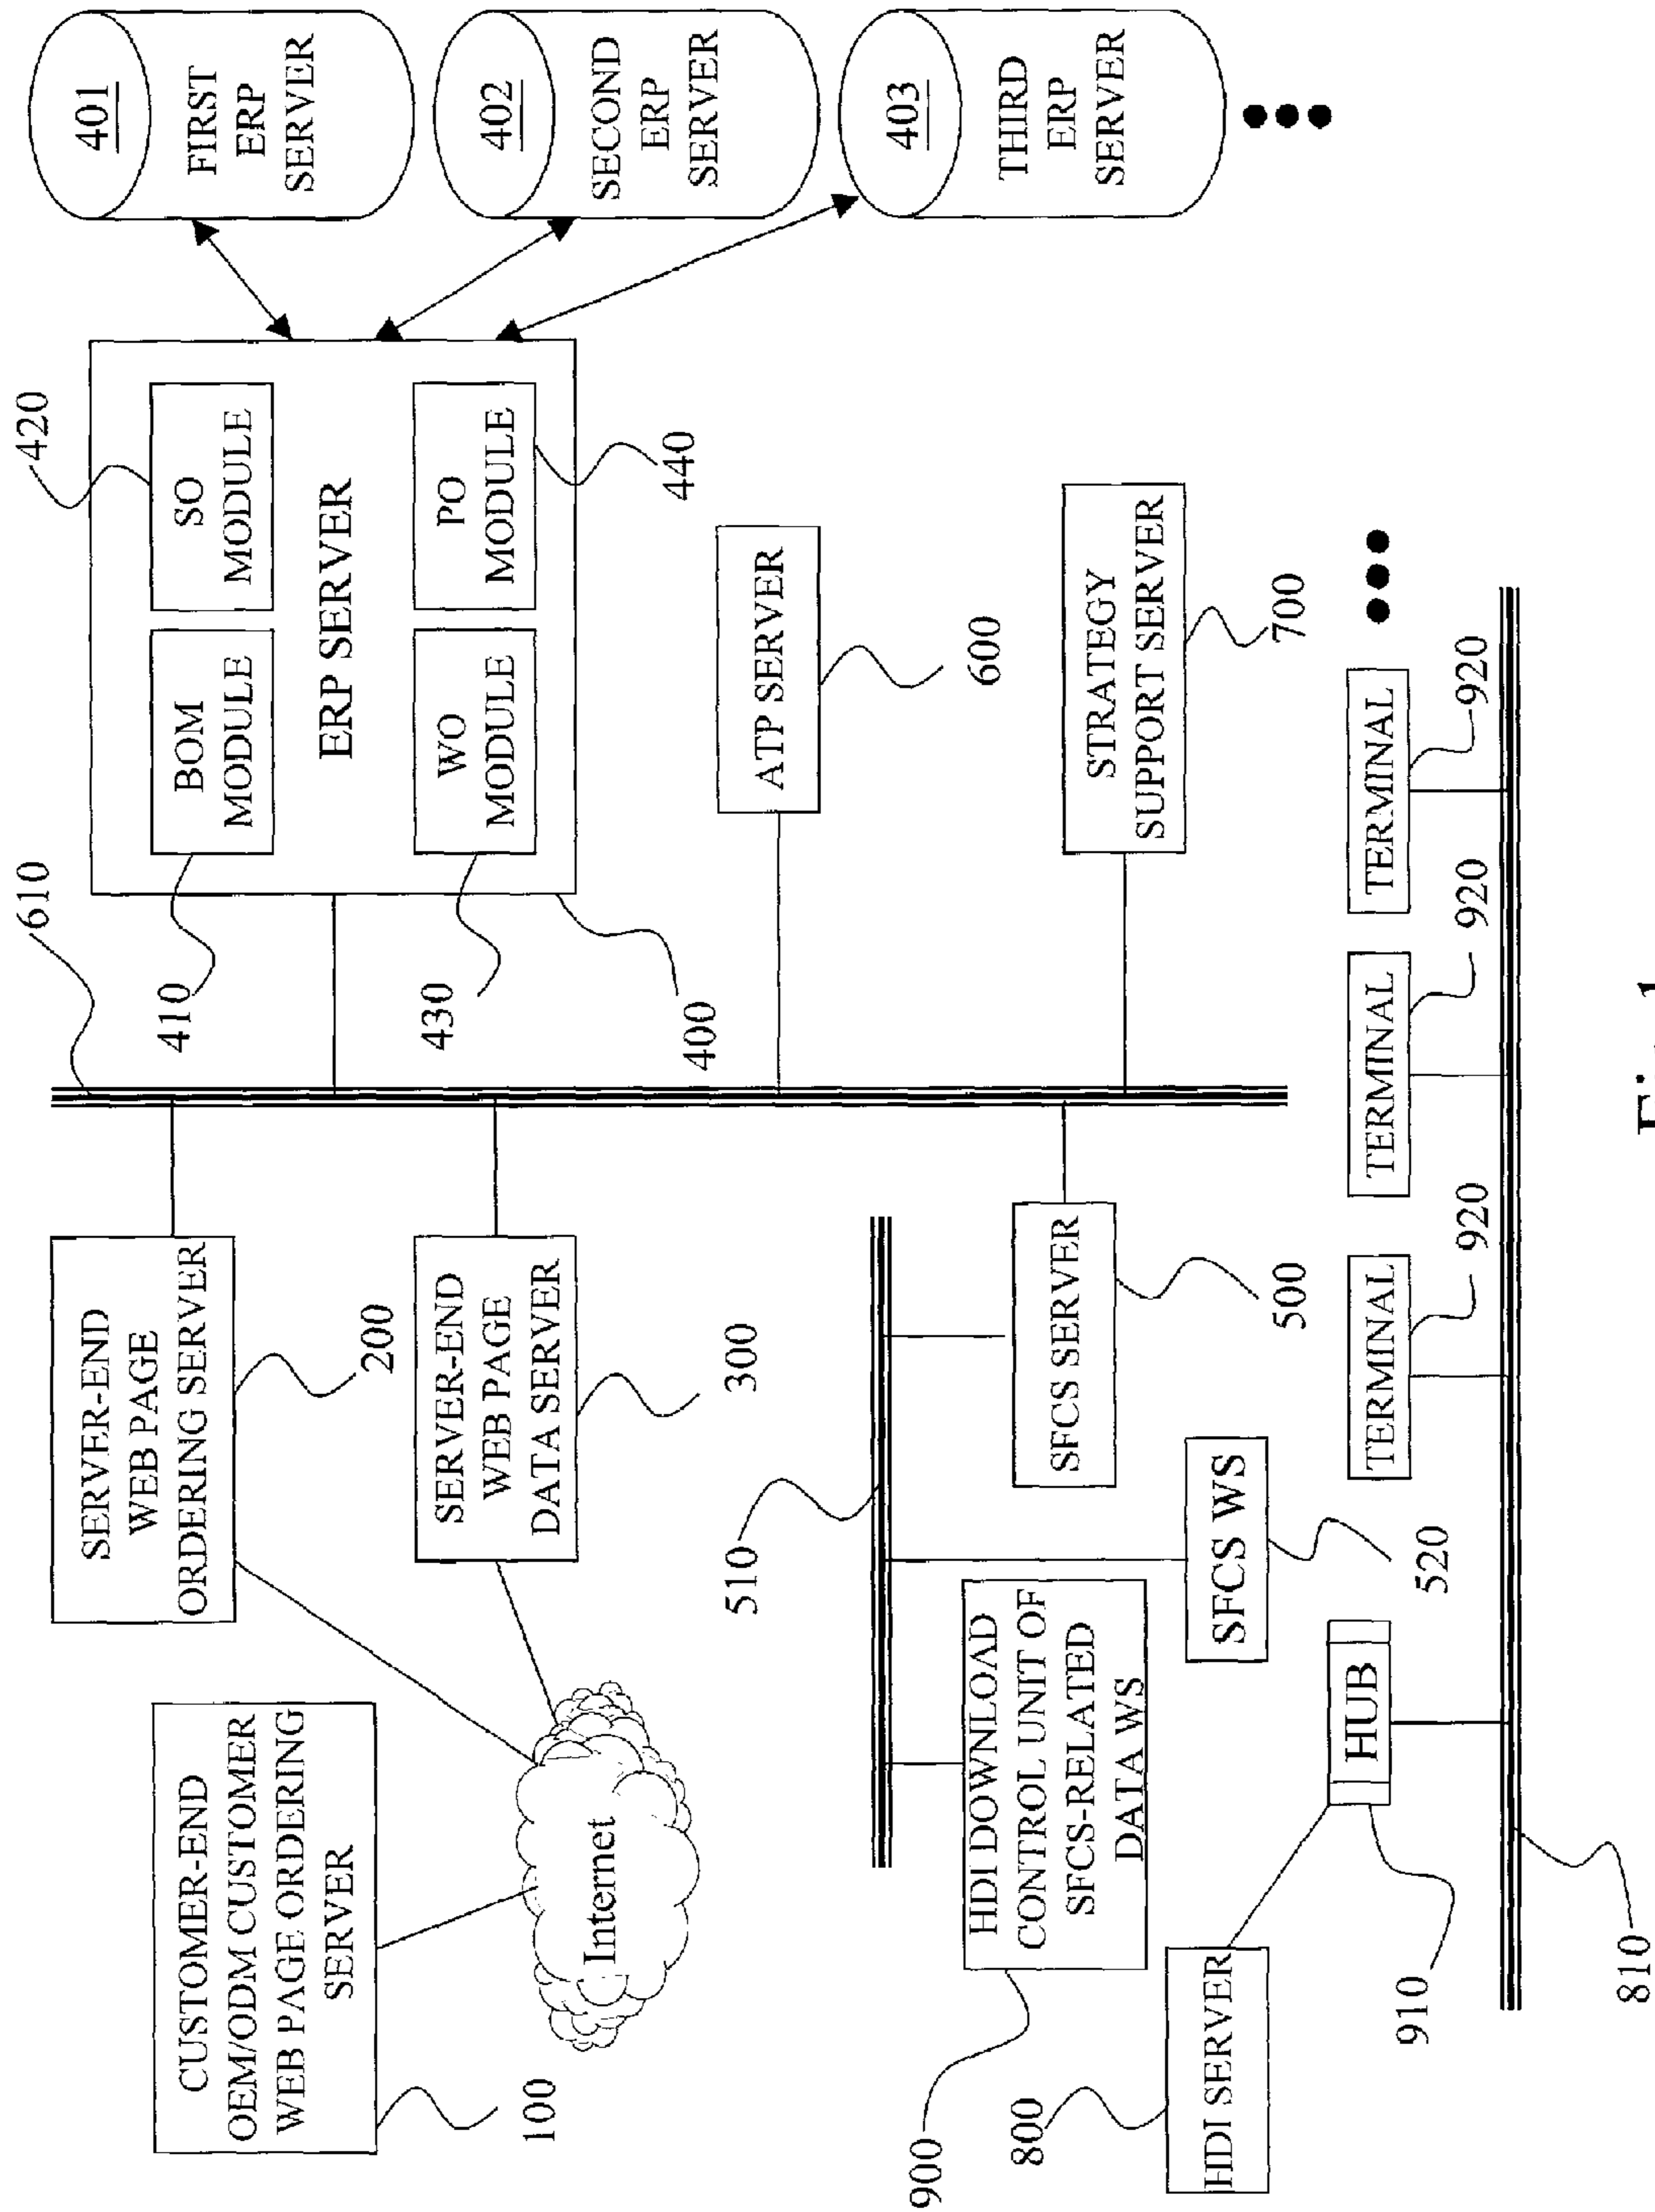 CUSTOMER-END
OEM/ODM CUSTOMER
WEB PAGE ORDERING
SERVER
100
Internet
SERVER-END
WEB PAGE
ORDERING SERVER
200
SERVER-END
WEB PAGE
DATA SERVER
300
610
BOM
MODULE
410
SO
MODULE
420
ERP SERVER
WO
MODULE
430
PO
MODULE
440
400
401
FIRST
ERP
SERVER
402
SECOND
ERP
SERVER
403
THIRD
ERP
SERVER
ATP SERVER
600
STRATEGY
SUPPORT SERVER
700
510
SFCS SERVER
500
SFCS WS
520
HDI DOWNLOAD
CONTROL UNIT OF
SFCS-RELATED
DATA WS
900
HDI SERVER
800
HUB
910
TERMINAL
920
TERMINAL
920
TERMINAL
920
810